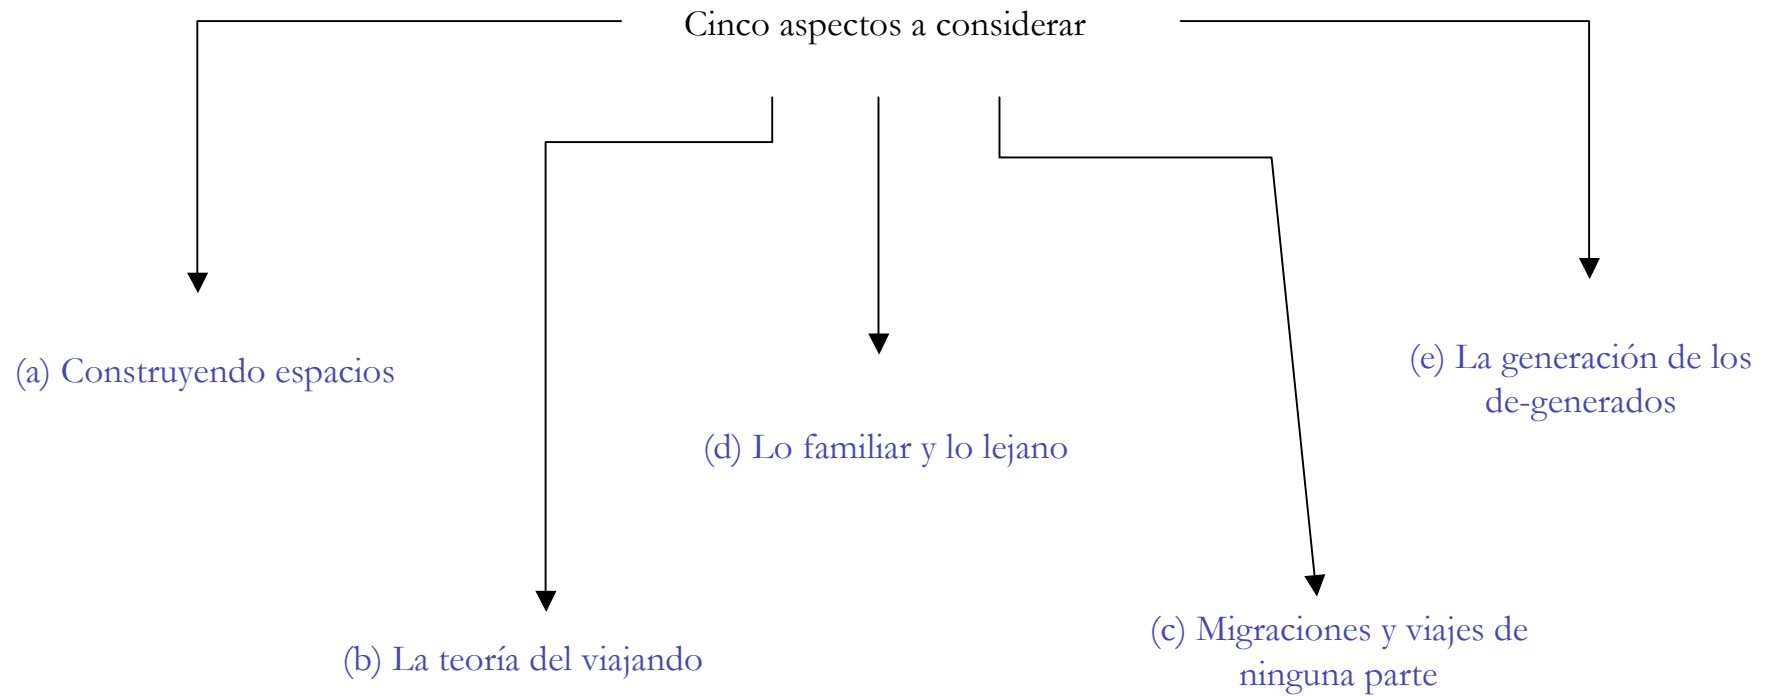 Cinco aspectos a considerar
(a) Construyendo espacios
(e) La generación de los
de-generados
(d) Lo familiar y lo lejano
(b) La teoría del viajando
(c) Migraciones y viajes de
ninguna parte